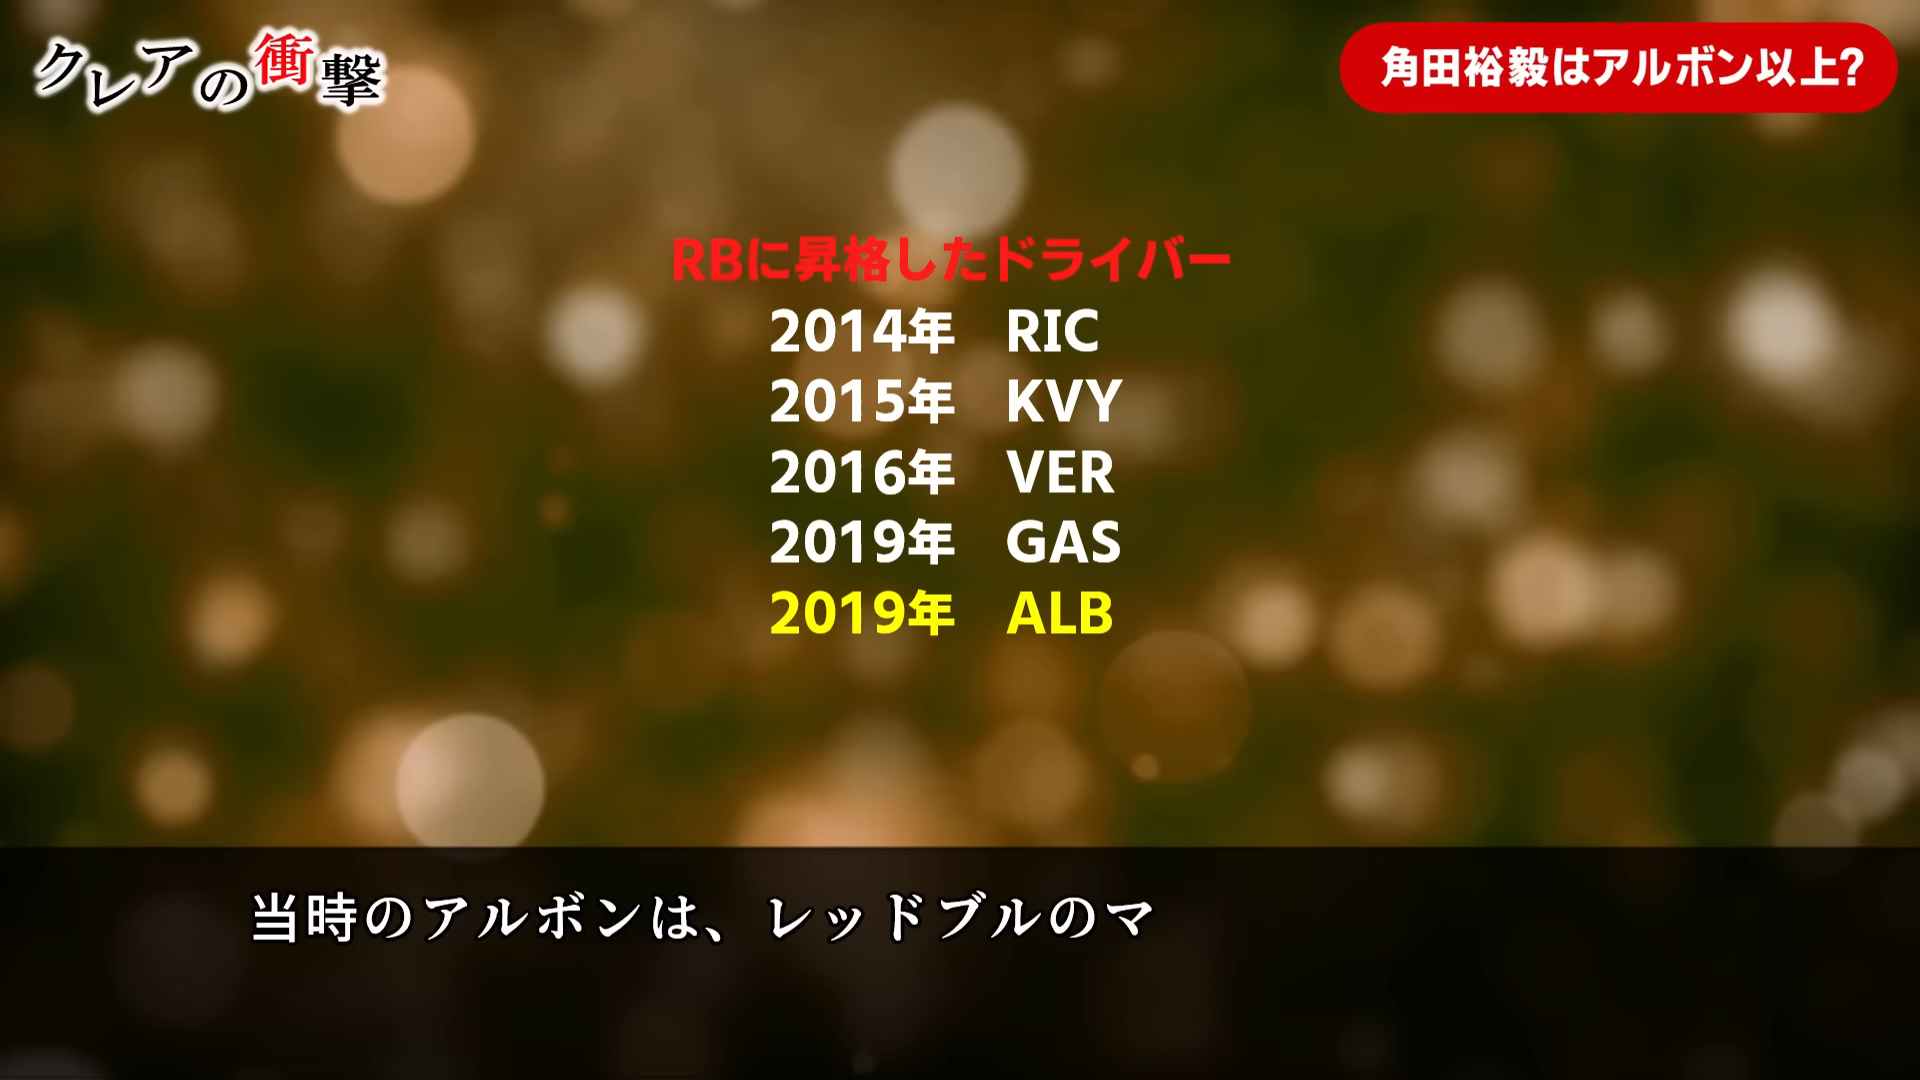 クレアの衝撃
角田裕毅はアルボン以上?
RBに昇格したドライバー
2014年 RIC
2015年 KVY
2016年 VER
2019年 GAS
2019年 ALB
当時のアルボンは、レッドブルのマ